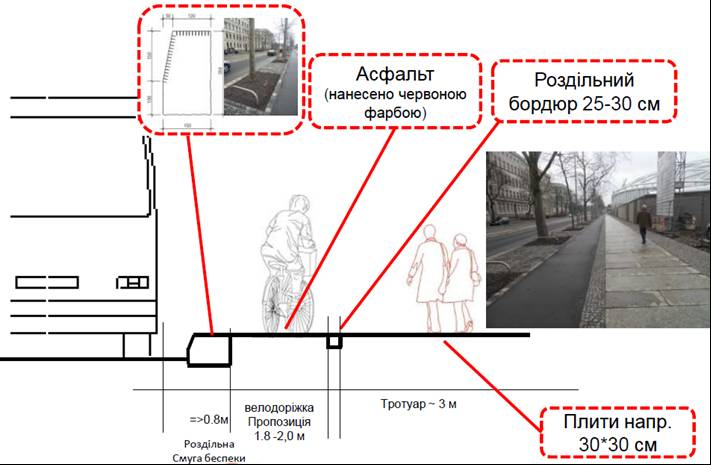 Асфальт
(нанесено червоною
фарбою)
Роздільний
бордюр 25-30 см
=>0.8м
велодоріжка
Пропозиція
1.8 -2,0 м
Тротуар ~ 3 м
Роздільна
Смуга беспеки
Плити напр.
30*30 см